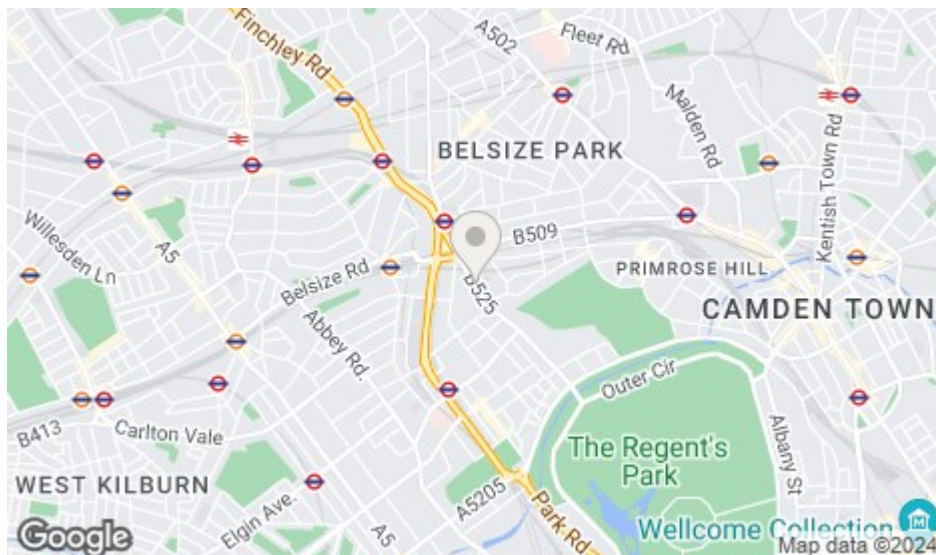 Finchley Rd
A502
Fleet Rd
Malden Rd
Kentish Town Rd
BELSIZE PARK
Willesden Ln
A5
B509
Belsize Rd
B525
PRIMROSE HILL
CAMDEN TOWN
Abbey Rd.
Outer Cir
B413
Carlton Vale
Albany St
The Regent's
Park
WEST KILBURN
Elgin Ave.
A5205
Park Rd
A5
Wellcome Collection
Google
Map data ©2024